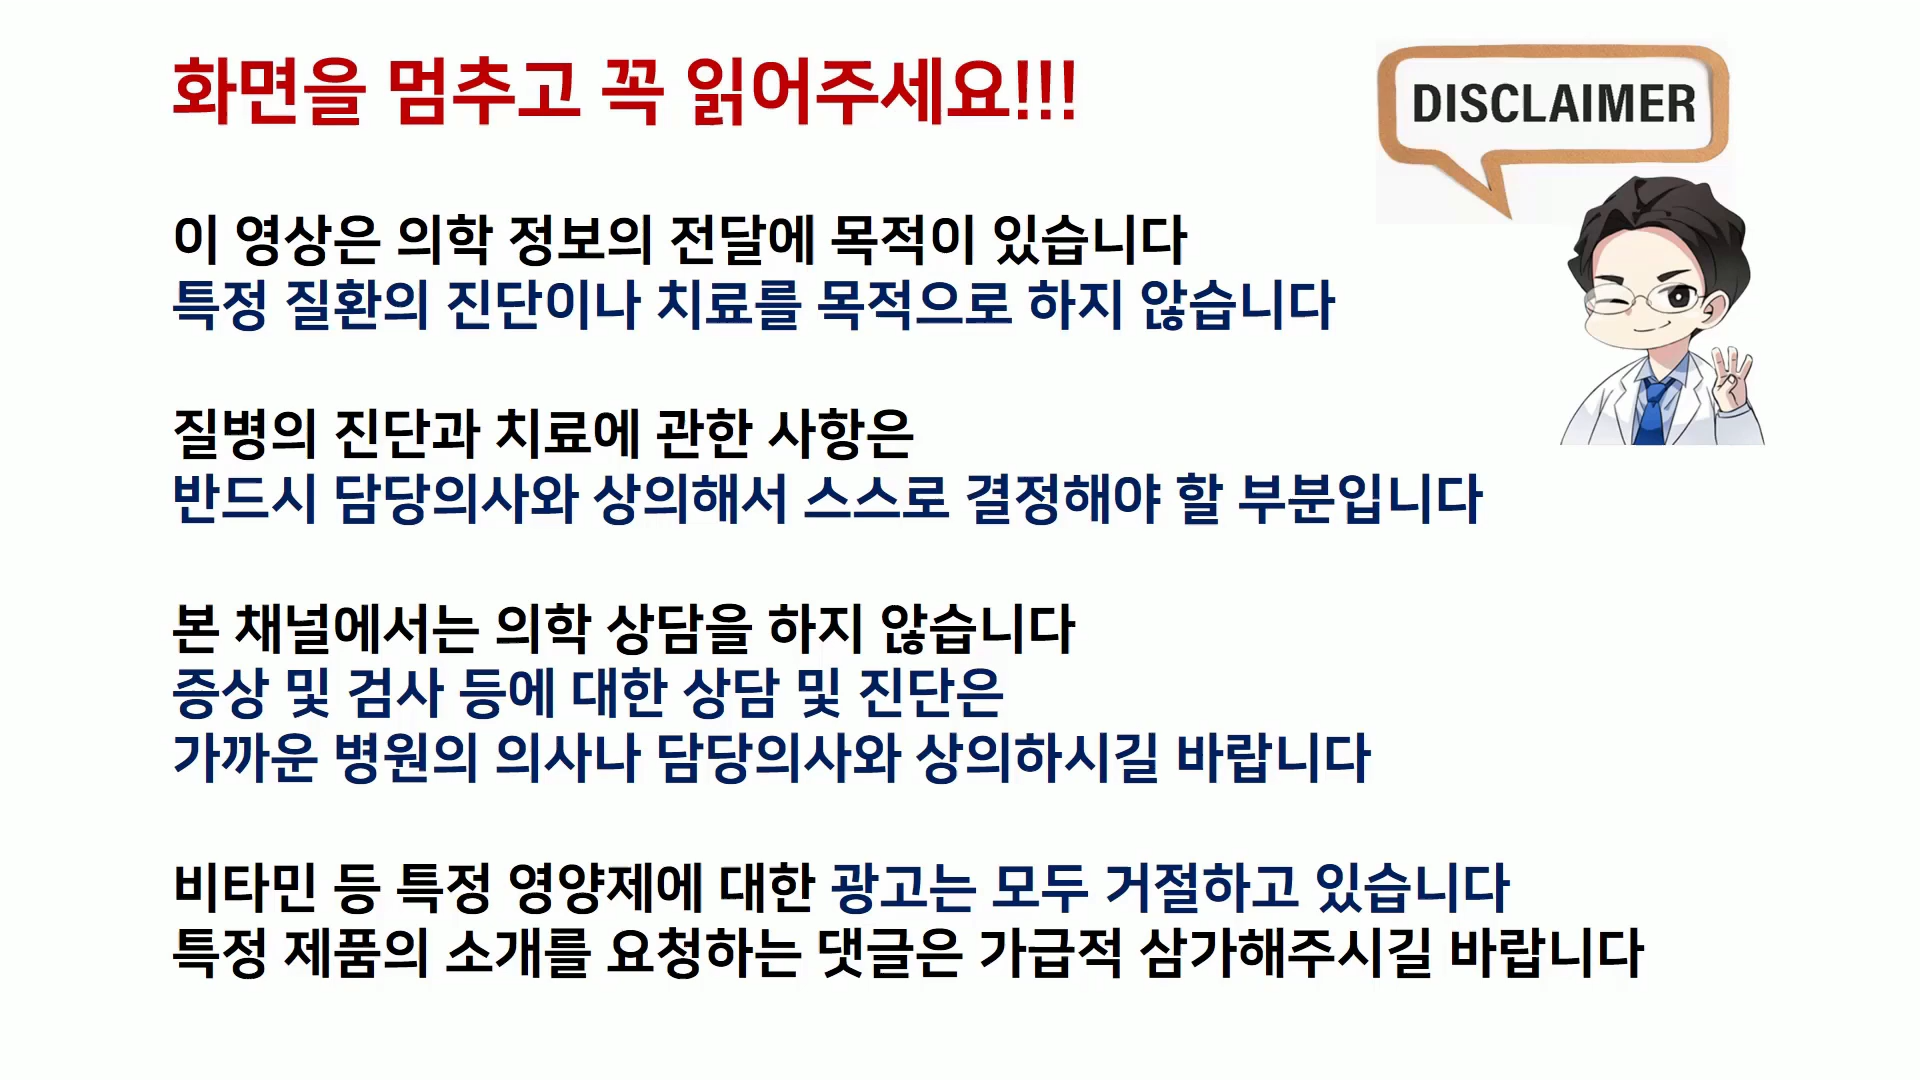 화면을 멈추고 꼭 읽어주세요!!!
DISCLAIMER
이 영상은 의학 정보의 전달에 목적이 있습니다
특정 질환의 진단이나 치료를 목적으로 하지 않습니다
질병의 진단과 치료에 관한 사항은
반드시 담당의사와 상의해서 스스로 결정해야 할 부분입니다
본 채널에서는 의학 상담을 하지 않습니다
증상 및 검사 등에 대한 상담 및 진단은
가까운 병원의 의사나 담당의사와 상의하시길 바랍니다
비타민 등 특정 영양제에 대한 광고는 모두 거절하고 있습니다
특정 제품의 소개를 요청하는 댓글은 가급적 삼가해주시길 바랍니다